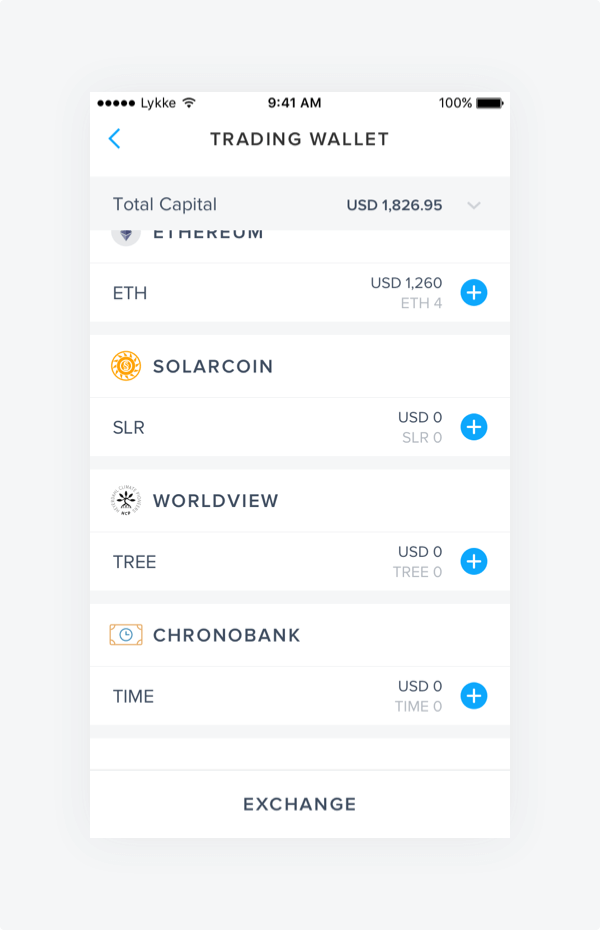 Lykke 9:41 AM 100%
TRADING WALLET
Total Capital USD 1,826.95
ETHEREUM
ETH USD 1,260
ETH 4
SOLARCOIN
SLR USD 0
SLR 0
WORLDVIEW
TREE USD 0
TREE 0
CHRONOBANK
TIME USD 0
TIME 0
EXCHANGE